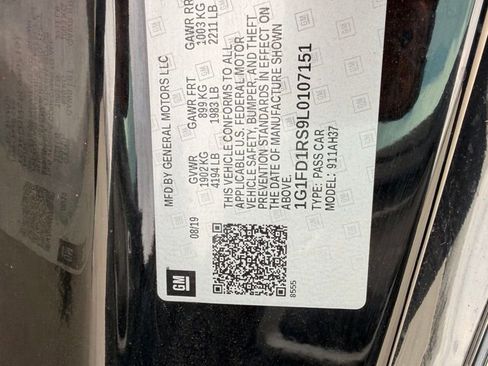 MFD.BY GENERAL MOTORS LLC
08/19
GVWR
1902 KG
4194 LB
GAWR FRT
899 KG
1983 LB
GAWR RR
1003 KG
2211 LB
THIS VEHICLE CONFORMS TO ALL
APPLICABLE U.S. FEDERAL MOTOR
VEHICLE SAFETY, BUMPER, AND THEFT
PREVENTION STANDARDS IN EFFECT ON
THE DATE OF MANUFACTURE SHOWN
ABOVE.
1G1FD1RS9L0107151
TYPE: PASS CAR
MODEL: 911AH37
GM
8555